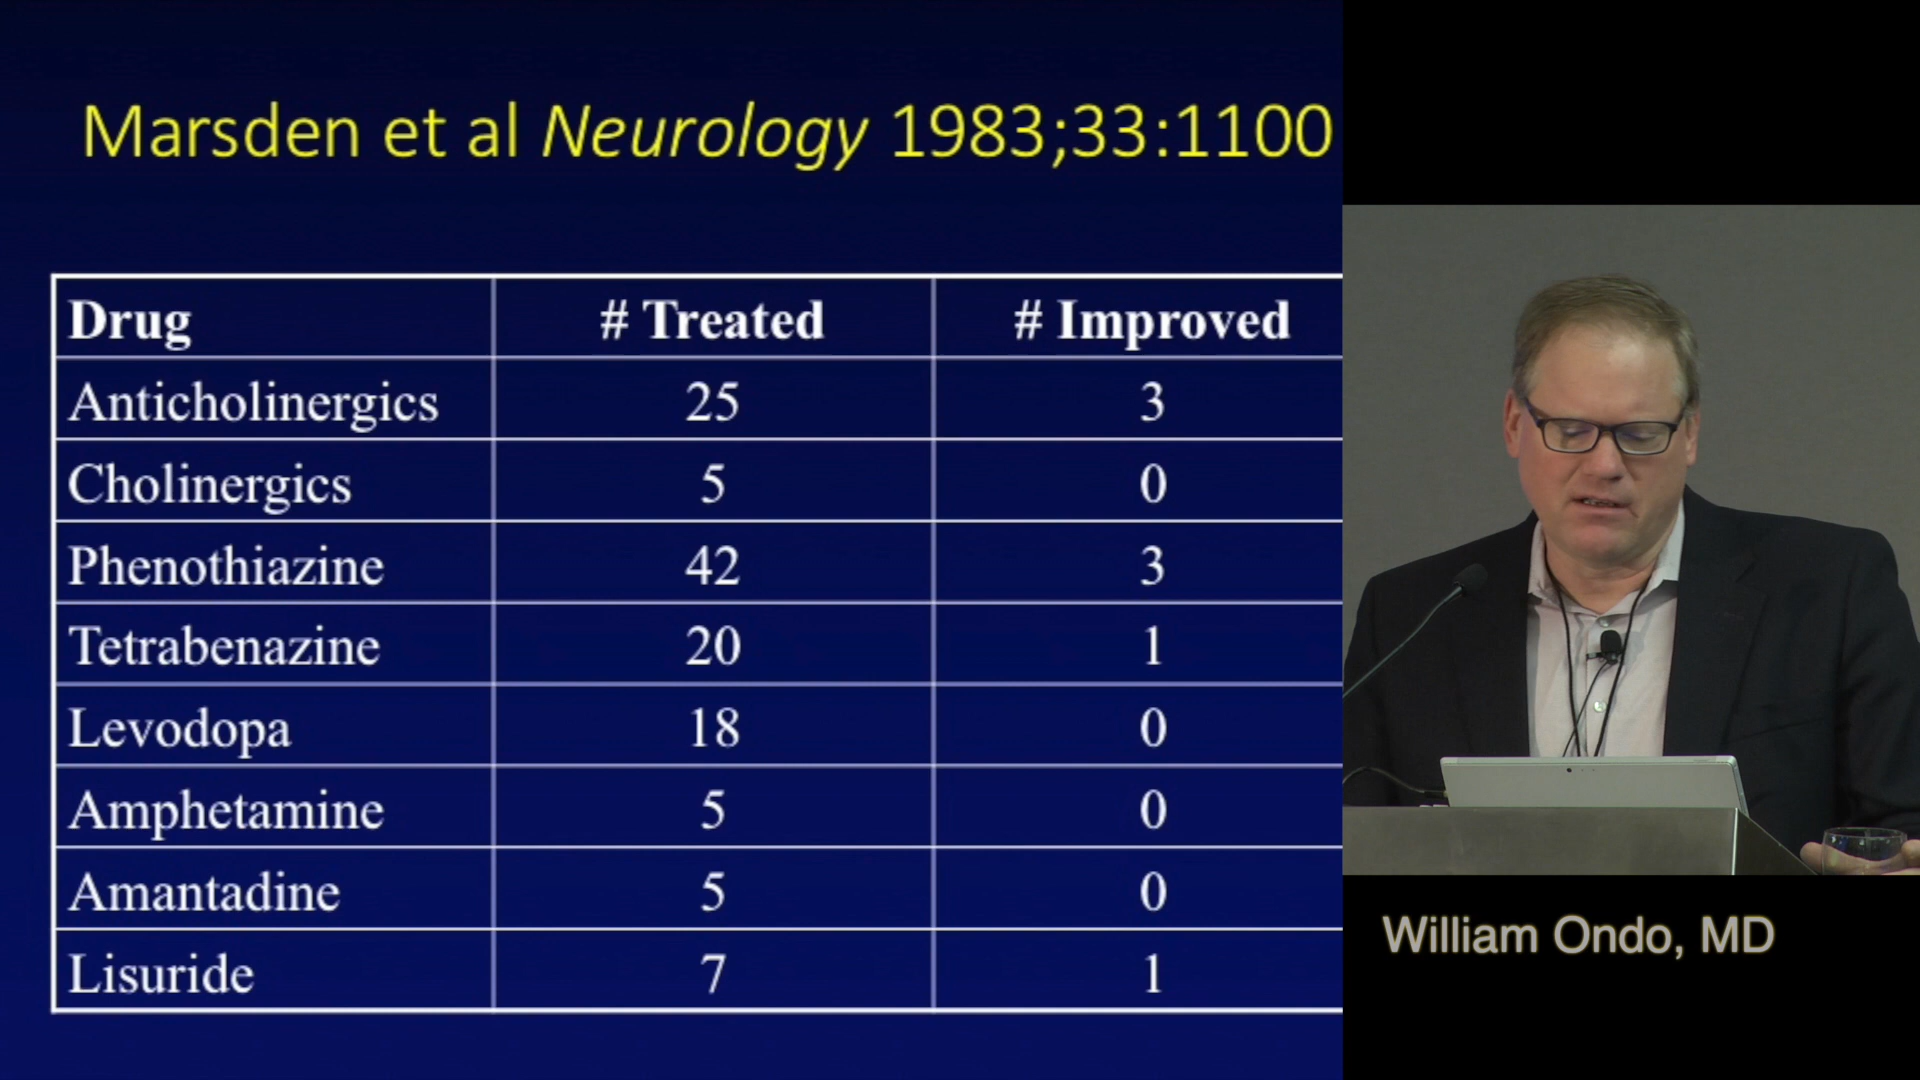 Marsden et al Neurology 1983;33:1100
Drug # Treated # Improved
Anticholinergics 25 3
Cholinergics 5 0
Phenothiazine 42 3
Tetrabenazine 20 1
Levodopa 18 0
Amphetamine 5 0
Amantadine 5 0
Lisuride 7 1
William Ondo, MD